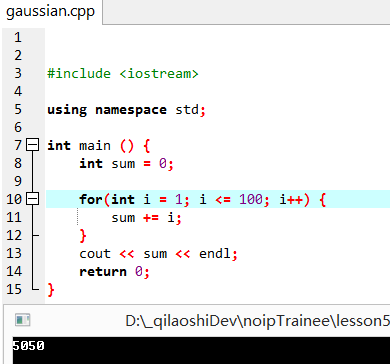 gaussian.cpp
1
2
3 #include <iostream>
4
5 using namespace std;
6
7 int main () {
8 int sum = 0;
9
10 for(int i = 1; i <= 100; i++) {
11 sum += i;
12 }
13 cout << sum << endl;
14 return 0;
15 }
D:\_qilaoshiDev\noipTrainee\lesson5
5050